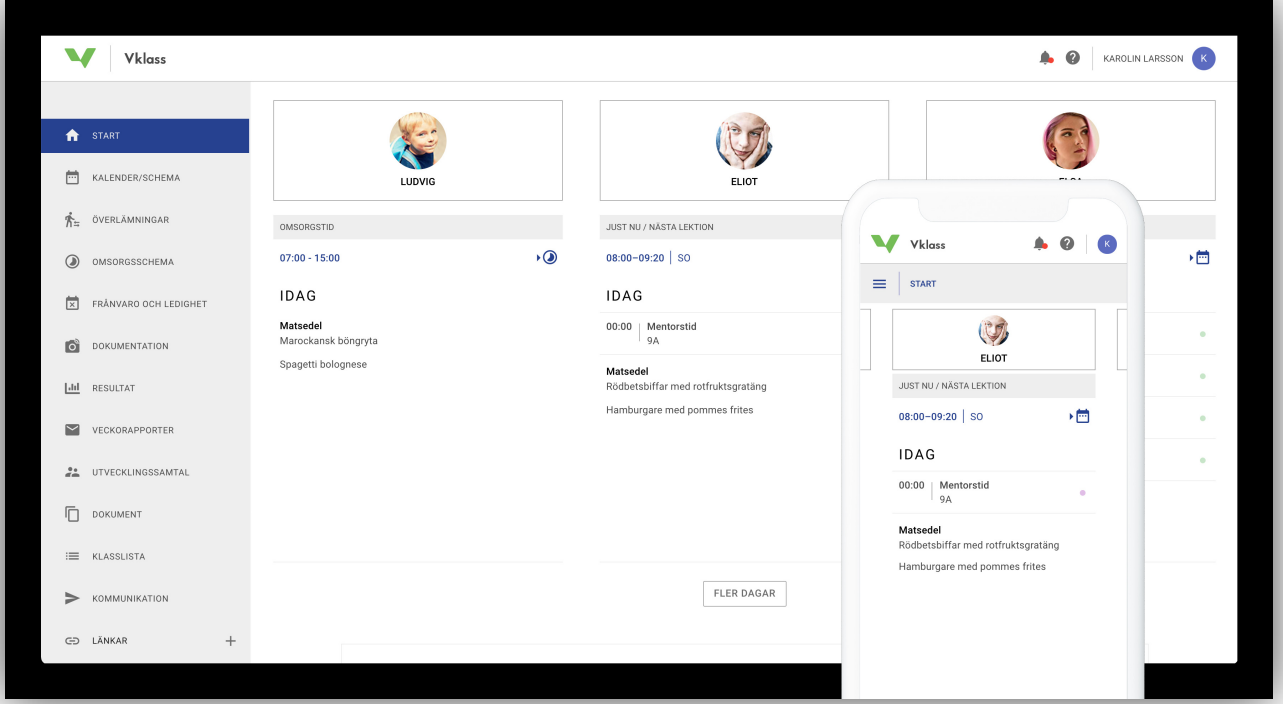 Vklass
KAROLIN LARSSON
K
START
KALENDER/SCHEMA
ÖVERLÄMNINGAR
OMSORGSSCHEMA
FRÅNVARO OCH LEDIGHET
DOKUMENTATION
RESULTAT
VECKORAPPORTER
UTVECKLINGSSAMTAL
DOKUMENT
KLASSLISTA
KOMMUNIKATION
LÄNKAR
LUDVIG
OMSORGSTID
07:00 - 15:00
IDAG
Matsedel
Marockansk böngryta
Spagetti bolognese
ELIOT
JUST NU / NÄSTA LEKTION
08:00–09:20 | SO
IDAG
00:00 | Mentorstid
9A
Matsedel
Rödbetsbiffar med rotfruktsgratäng
Hamburgare med pommes frites
FLER DAGAR
Vklass
K
START
ELIOT
JUST NU / NÄSTA LEKTION
08:00–09:20 | SO
IDAG
00:00 | Mentorstid
9A
Matsedel
Rödbetsbiffar med rotfruktsgratäng
Hamburgare med pommes frites